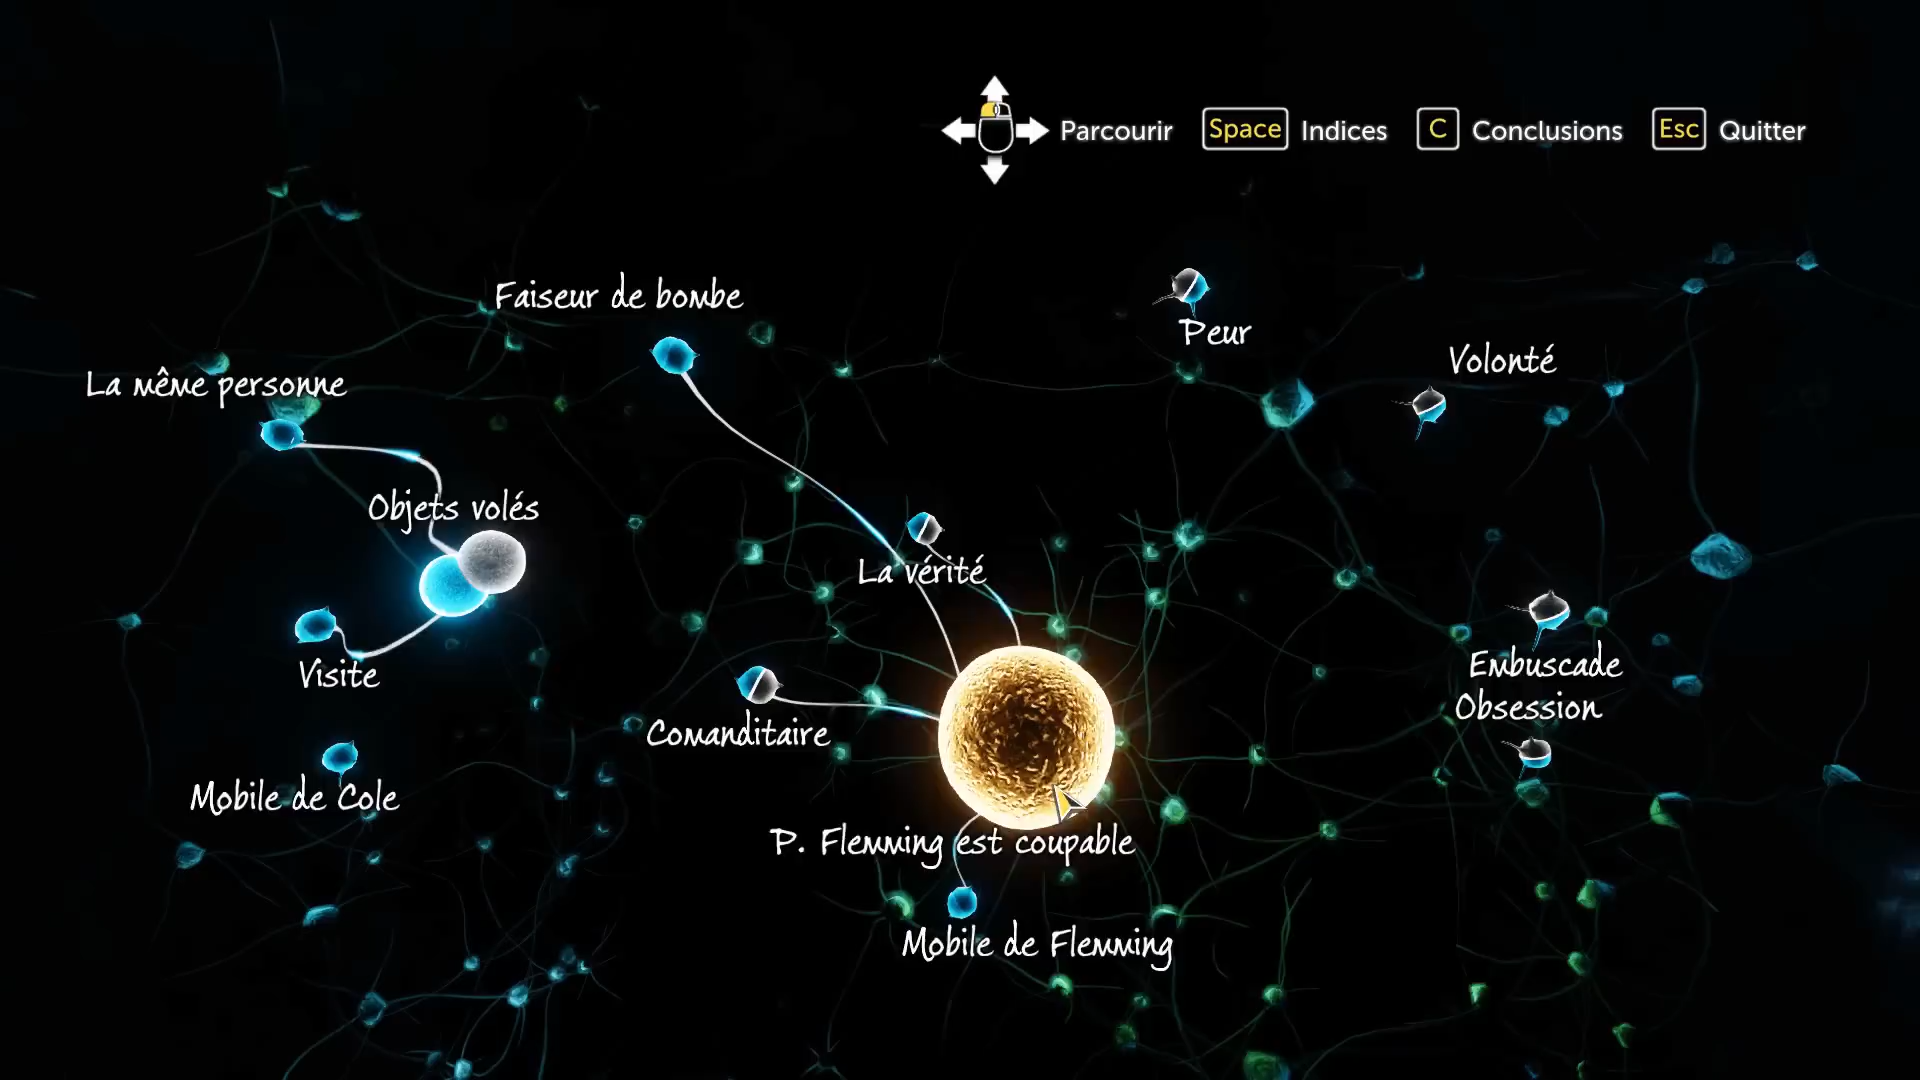 Parcourir
Space Indices
C Conclusions
Esc Quitter
Faiseur de bombe
Peur
Volonté
La même personne
Objets volés
La vérité
Visite
Embuscade
Obsession
Comanditaire
Mobile de Cole
P. Flemming est coupable
Mobile de Flemming